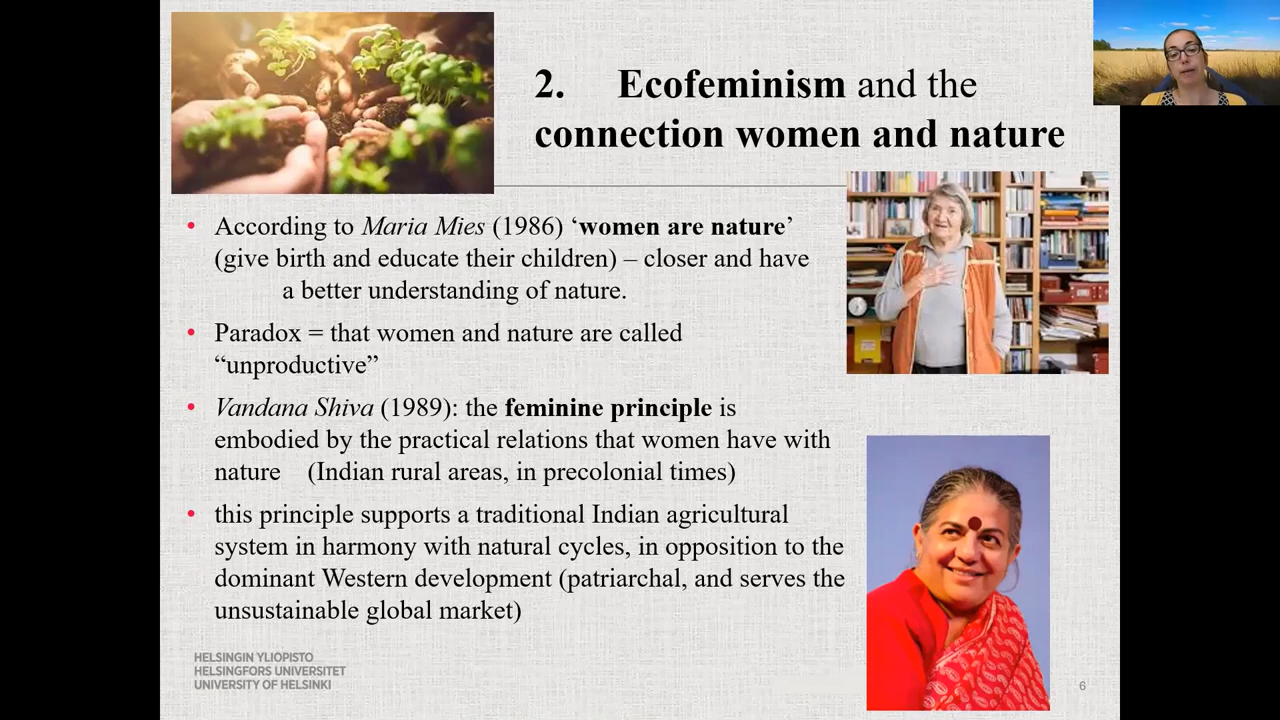 2. Ecofeminism and the
connection women and nature
• According to Maria Mies (1986) ‘women are nature’
(give birth and educate their children) – closer and have
a better understanding of nature.
• Paradox = that women and nature are called
“unproductive”
• Vandana Shiva (1989): the feminine principle is
embodied by the practical relations that women have with
nature (Indian rural areas, in precolonial times)
• this principle supports a traditional Indian agricultural
system in harmony with natural cycles, in opposition to the
dominant Western development (patriarchal, and serves the
unsustainable global market)
HELSINGIN YLIOPISTO
HELSINGFORS UNIVERSITET
UNIVERSITY OF HELSINKI
6